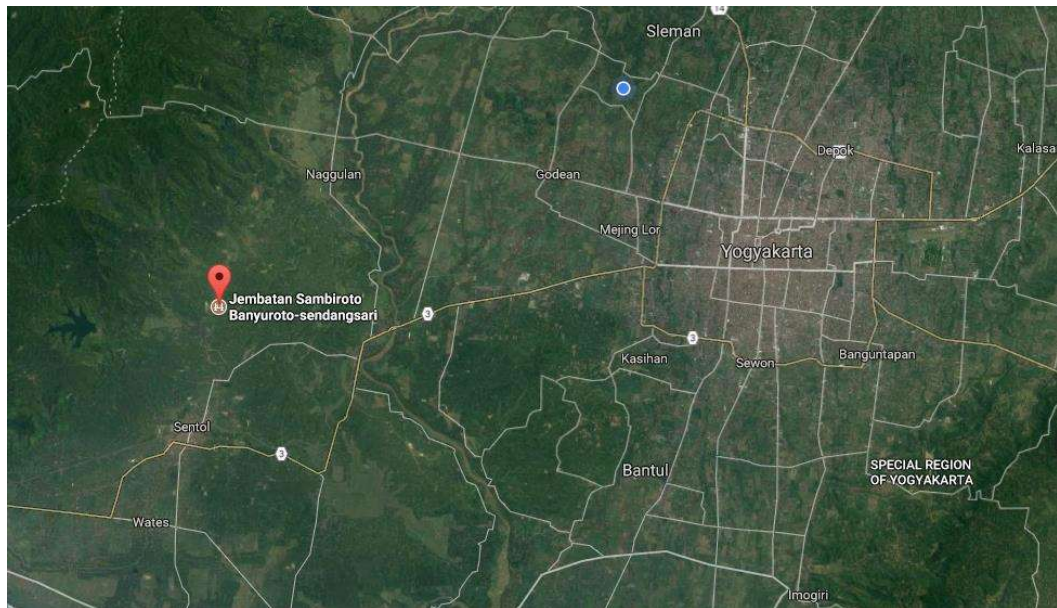 14
Sleman
Depok
Kalasa
Naggulan
Godean
Mejing Lor
Yogyakarta
Jembatan Sambiroto
Banyuroto-sendangsari
3
3
Kasihan
Sewon
Banguntapan
Sentol
3
Bantul
SPECIAL REGION
OF YOGYAKARTA
Wates
Imogiri